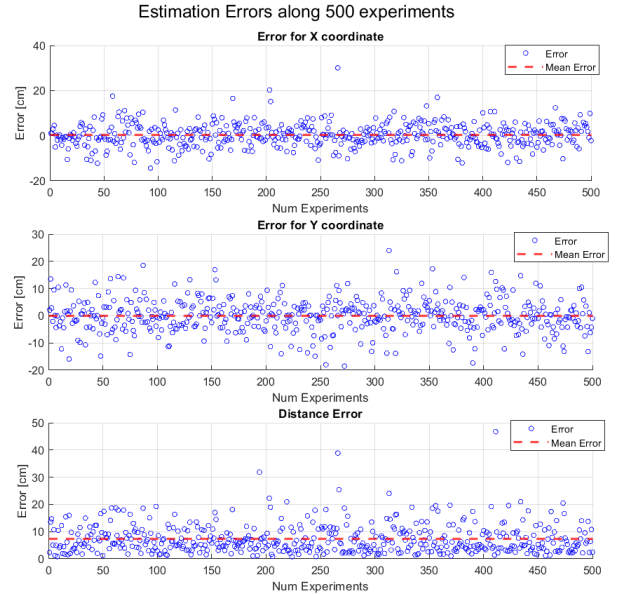 Estimation Errors along 500 experiments
Error for X coordinate
Error [cm]
40
20
0
-20
Error
Mean Error
0 50 100 150 200 250 300 350 400 450 500
Num Experiments
Error for Y coordinate
Error [cm]
30
20
10
0
-10
-20
Error
Mean Error
0 50 100 150 200 250 300 350 400 450 500
Num Experiments
Distance Error
Error [cm]
50
40
30
20
10
0
Error
Mean Error
0 50 100 150 200 250 300 350 400 450 500
Num Experiments